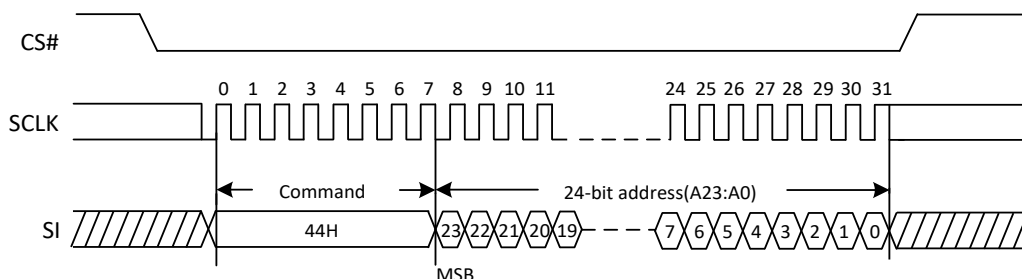 CS#
0 1 2 3 4 5 6 7 8 9 10 11 24 25 26 27 28 29 30 31
SCLK
Command 24-bit address(A23:A0)
SI 44H 23 22 21 20 19 7 6 5 4 3 2 1 0
MSB